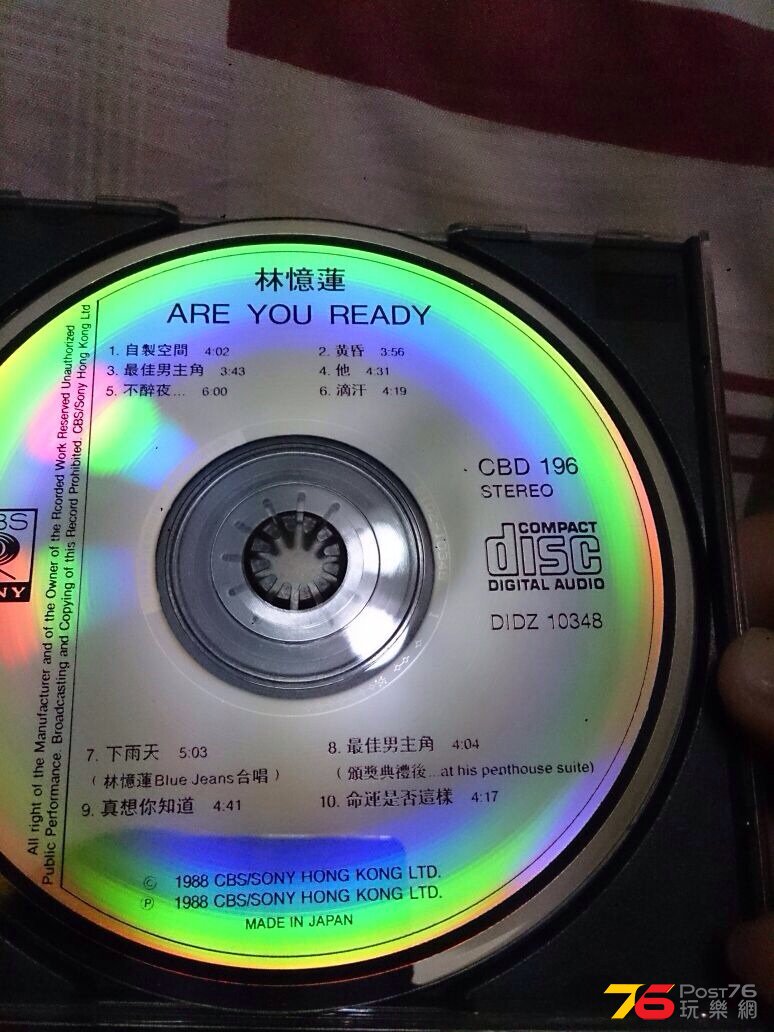 林憶蓮
ARE YOU READY
1. 自製空間 4:02 2. 黃昏 3:56
3. 最佳男主角 3:43 4. 他 4:31
5. 不醉夜... 6:00 6. 滴汗 4:19
CBD 196
STEREO
COMPACT
disc
DIGITAL AUDIO
DIDZ 10348
7. 下雨天 5:03 8. 最佳男主角 4:04
(林憶蓮Blue Jeans合唱) (頒獎典禮後...at his penthouse suite)
9. 真想你知道 4:41 10. 命運是否這樣 4:17
Ⓒ 1988 CBS/SONY HONG KONG LTD.
Ⓟ 1988 CBS/SONY HONG KONG LTD.
MADE IN JAPAN
All right of the Manufacturer and of the Owner of the Rcorded Work Reserved Unauthorized
Public Performance. Broadcasting and Copying of this Record Prohibited. CBS/Sony Hong Kong Ltd
BS
NY
76 Post76
玩樂網